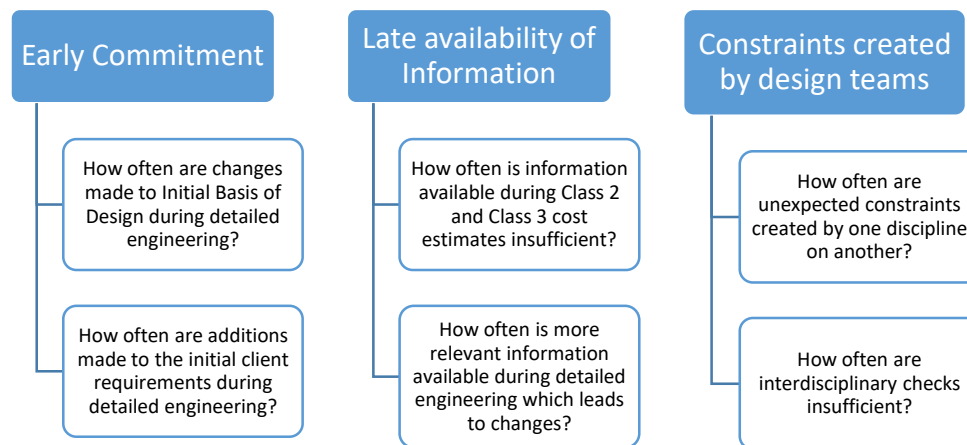 Early Commitment
How often are changes
made to Initial Basis of
Design during detailed
engineering?
How often are additions
made to the initial client
requirements during
detailed engineering?
Late availability of
Information
How often is information
available during Class 2
and Class 3 cost
estimates insufficient?
How often is more
relevant information
available during detailed
engineering which leads
to changes?
Constraints created
by design teams
How often are
unexpected constraints
created by one discipline
on another?
How often are
interdisciplinary checks
insufficient?